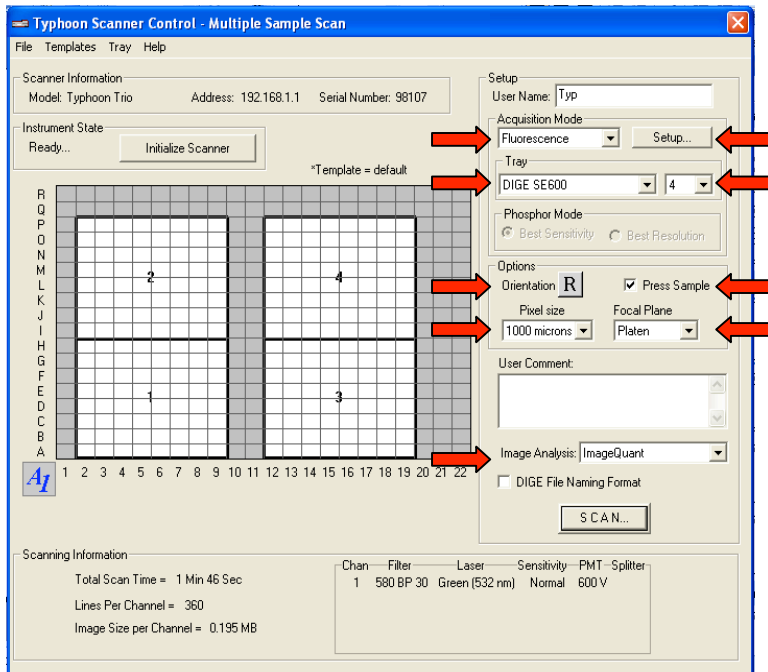 Typhoon Scanner Control - Multiple Sample Scan
File Templates Tray Help
Scanner Information
Model: Typhoon Trio Address: 192.168.1.1 Serial Number: 98107
Instrument State
Ready... Initialize Scanner
*Template = default
R
Q
P
O
N
M
L
K
J
I
H
G
F
E
D
C
B
A
2 4
1 3
A1 1 2 3 4 5 6 7 8 9 10 11 12 13 14 15 16 17 18 19 20 21 22
Setup
User Name: Typ
Acquisition Mode
Fluorescence Setup...
Tray
DIGE SE600 4
Phosphor Mode
Best Sensitivity Best Resolution
Options
Orientation R Press Sample
Pixel size Focal Plane
1000 microns Platen
User Comment:
Image Analysis: ImageQuant
DIGE File Naming Format
SCAN...
Scanning Information
Total Scan Time = 1 Min 46 Sec
Lines Per Channel = 360
Image Size per Channel = 0.195 MB
Chan Filter Laser Sensitivity PMT Splitter
1 580 BP 30 Green (532 nm) Normal 600 V